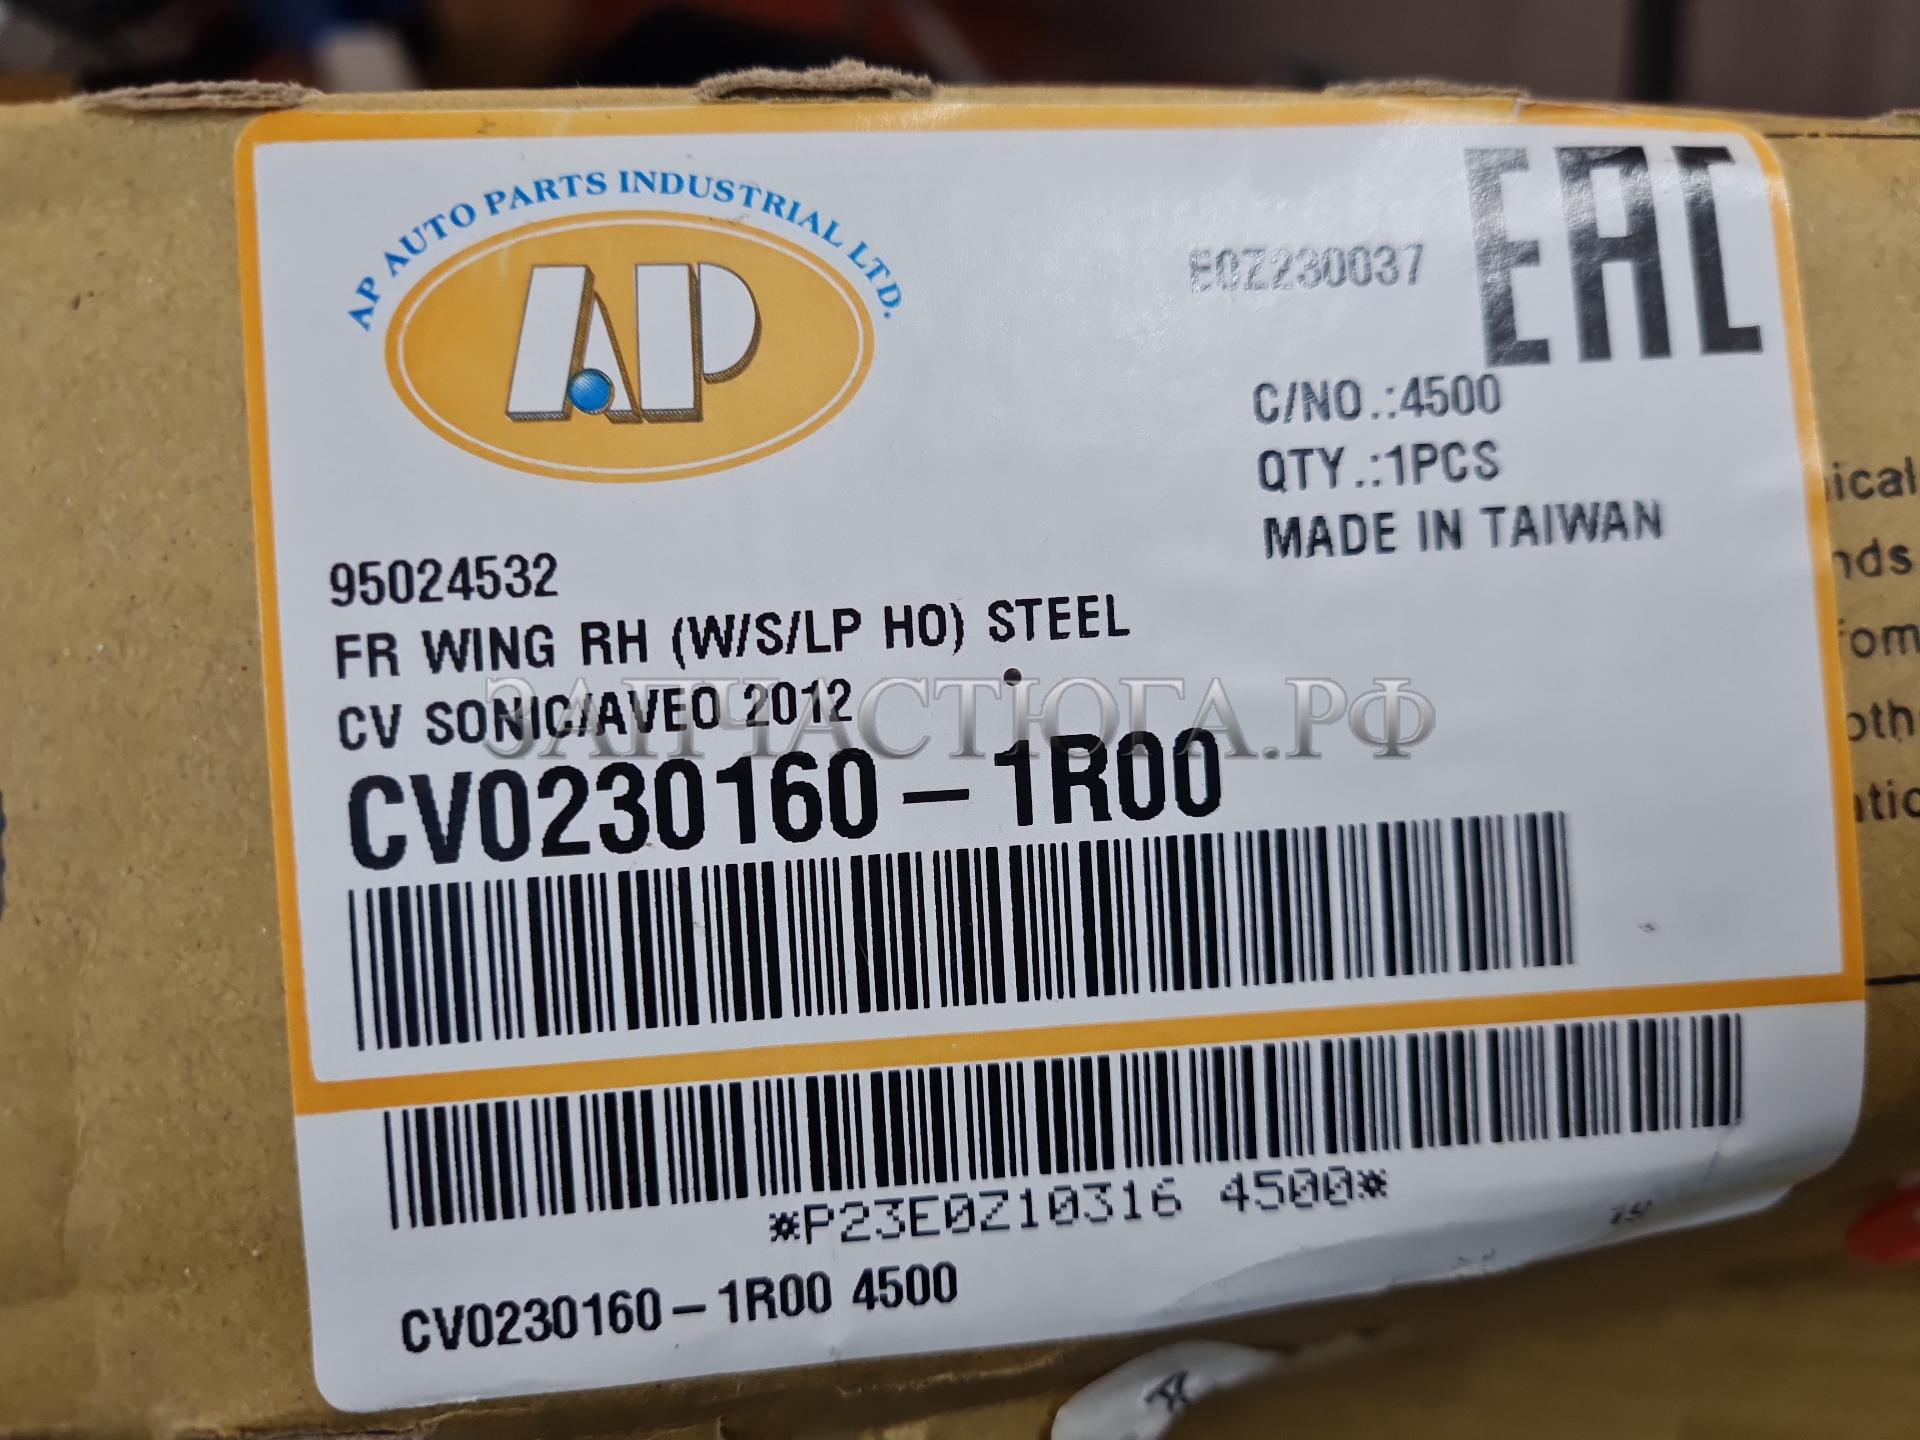 AP AUTO PARTS INDUSTRIAL LTD.
AP
E0Z230037
EAC
C/NO.:4500
QTY.:1PCS
MADE IN TAIWAN
95024532
FR WING RH (W/S/LP HO) STEEL
CV SONIC/AVEO 2012
ЗАПЧАСТЮГА.РФ
CV0230160-1R00
*P23E0Z10316 4500*
CV0230160-1R00 4500